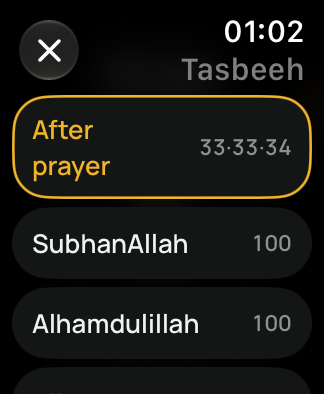 01:02
Tasbeeh
After
prayer
33·33·34
SubhanAllah 100
Alhamdulillah 100